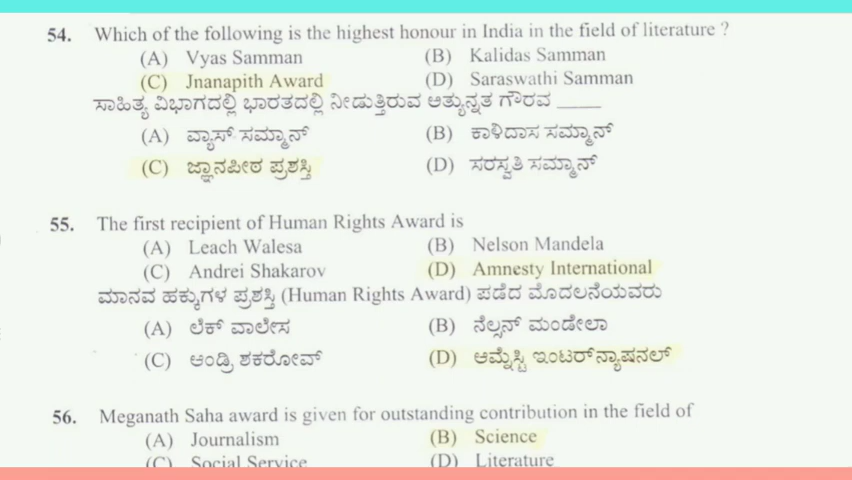 54. Which of the following is the highest honour in India in the field of literature ?
(A) Vyas Samman (B) Kalidas Samman
(C) Jnanapith Award (D) Saraswathi Samman
ಸಾಹಿತ್ಯ ವಿಭಾಗದಲ್ಲಿ ಭಾರತದಲ್ಲಿ ನೀಡುತ್ತಿರುವ ಅತ್ಯುನ್ನತ ಗೌರವ _____
(A) ವ್ಯಾಸ್ ಸಮ್ಮಾನ್ (B) ಕಾಳಿದಾಸ ಸಮ್ಮಾನ್
(C) ಜ್ಞಾನಪೀಠ ಪ್ರಶಸ್ತಿ (D) ಸರಸ್ವತಿ ಸಮ್ಮಾನ್
55. The first recipient of Human Rights Award is
(A) Leach Walesa (B) Nelson Mandela
(C) Andrei Shakarov (D) Amnesty International
ಮಾನವ ಹಕ್ಕುಗಳ ಪ್ರಶಸ್ತಿ (Human Rights Award) ಪಡೆದ ಮೊದಲನೆಯವರು
(A) ಲೆಕ್ ವಾಲೇಸ (B) ನೆಲ್ಸನ್ ಮಂಡೇಲಾ
(C) ಆಂಡ್ರಿ ಶಕರೋವ್ (D) ಆಮ್ನೆಸ್ಟಿ ಇಂಟರ್‌ನ್ಯಾಷನಲ್
56. Meganath Saha award is given for outstanding contribution in the field of
(A) Journalism (B) Science
(C) Social Service (D) Literature